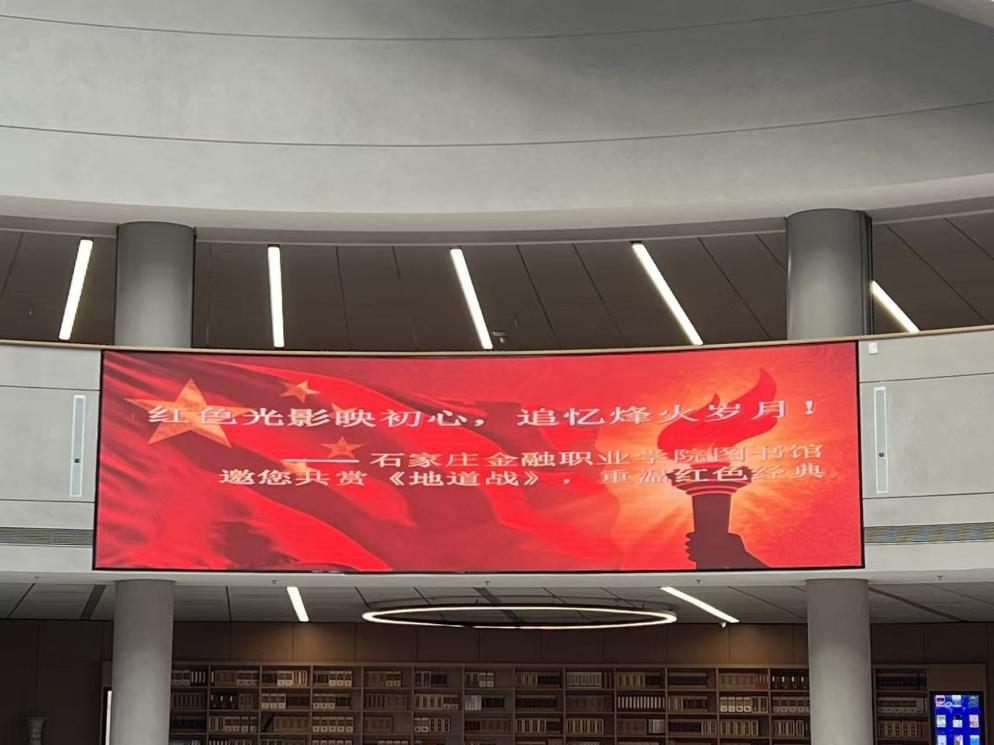 红色光影映初心，追忆烽火岁月！
——石家庄金融职业学院图书馆
邀您共赏《地道战》，重温红色经典